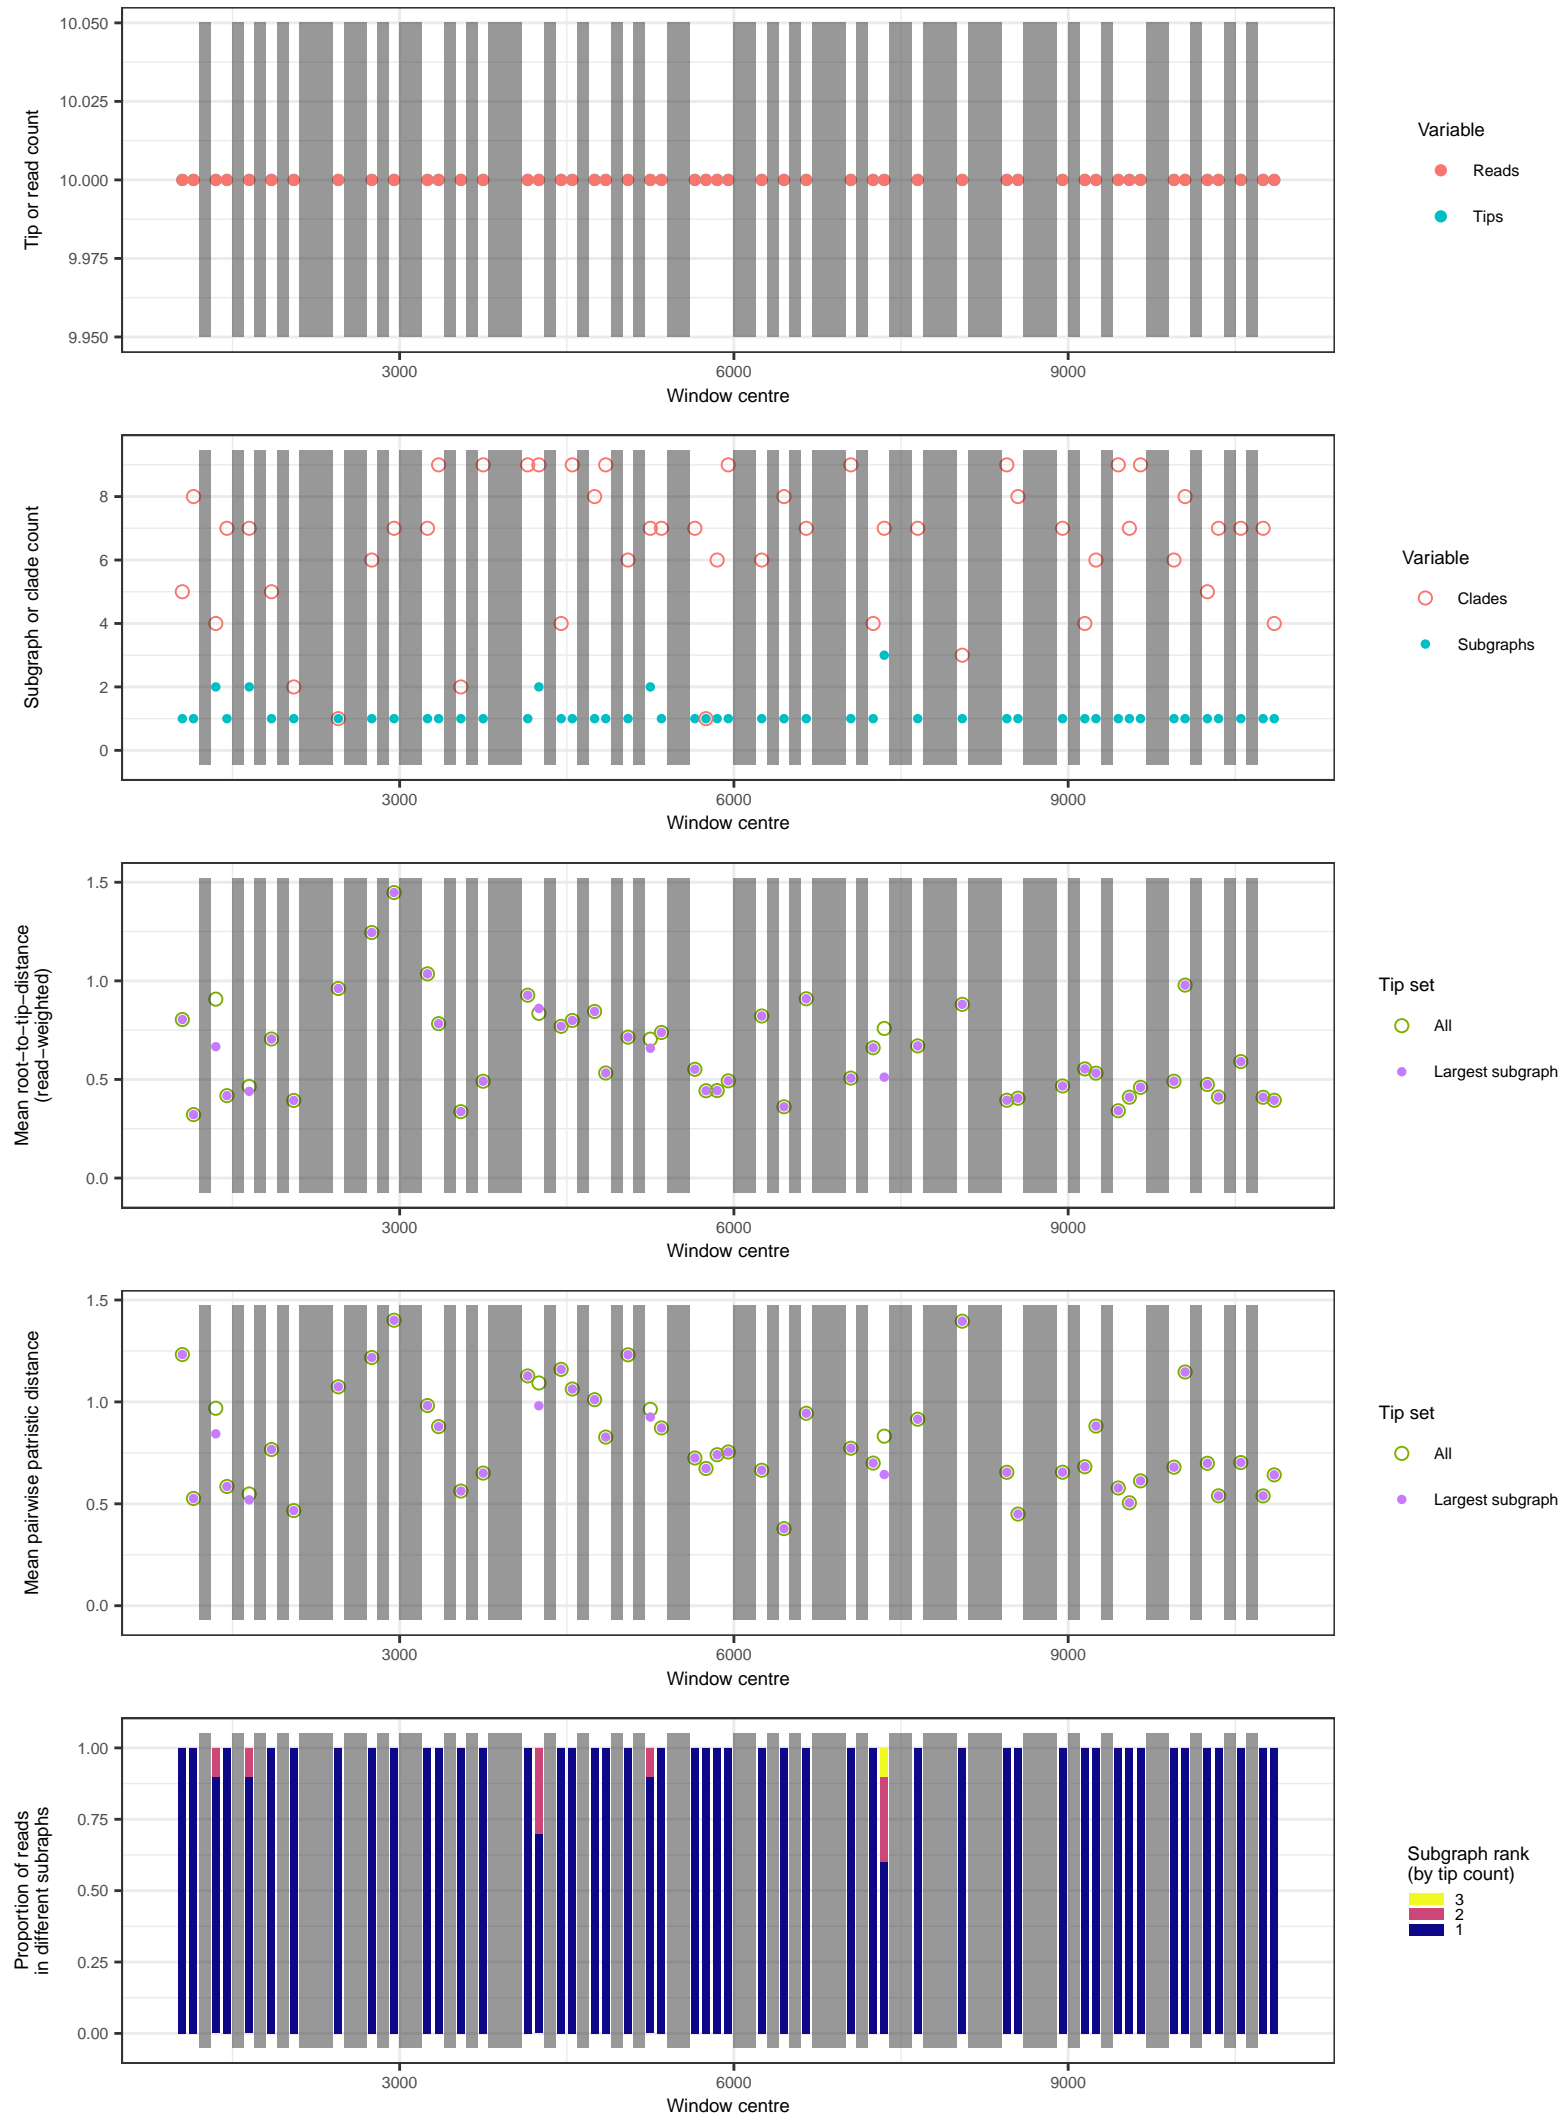 10.050
10.025
10.000
9.975
9.950
Tip or read count
3000 6000 9000
Window centre
Variable
Reads
Tips
8
6
4
2
0
Subgraph or clade count
3000 6000 9000
Window centre
Variable
Clades
Subgraphs
1.5
1.0
0.5
0.0
Mean root−to−tip−distance
(read−weighted)
3000 6000 9000
Window centre
Tip set
All
Largest subgraph
1.5
1.0
0.5
0.0
Mean pairwise patristic distance
3000 6000 9000
Window centre
Tip set
All
Largest subgraph
1.00
0.75
0.50
0.25
0.00
Proportion of reads
in different subraphs
3000 6000 9000
Window centre
Subgraph rank
(by tip count)
3
2
1